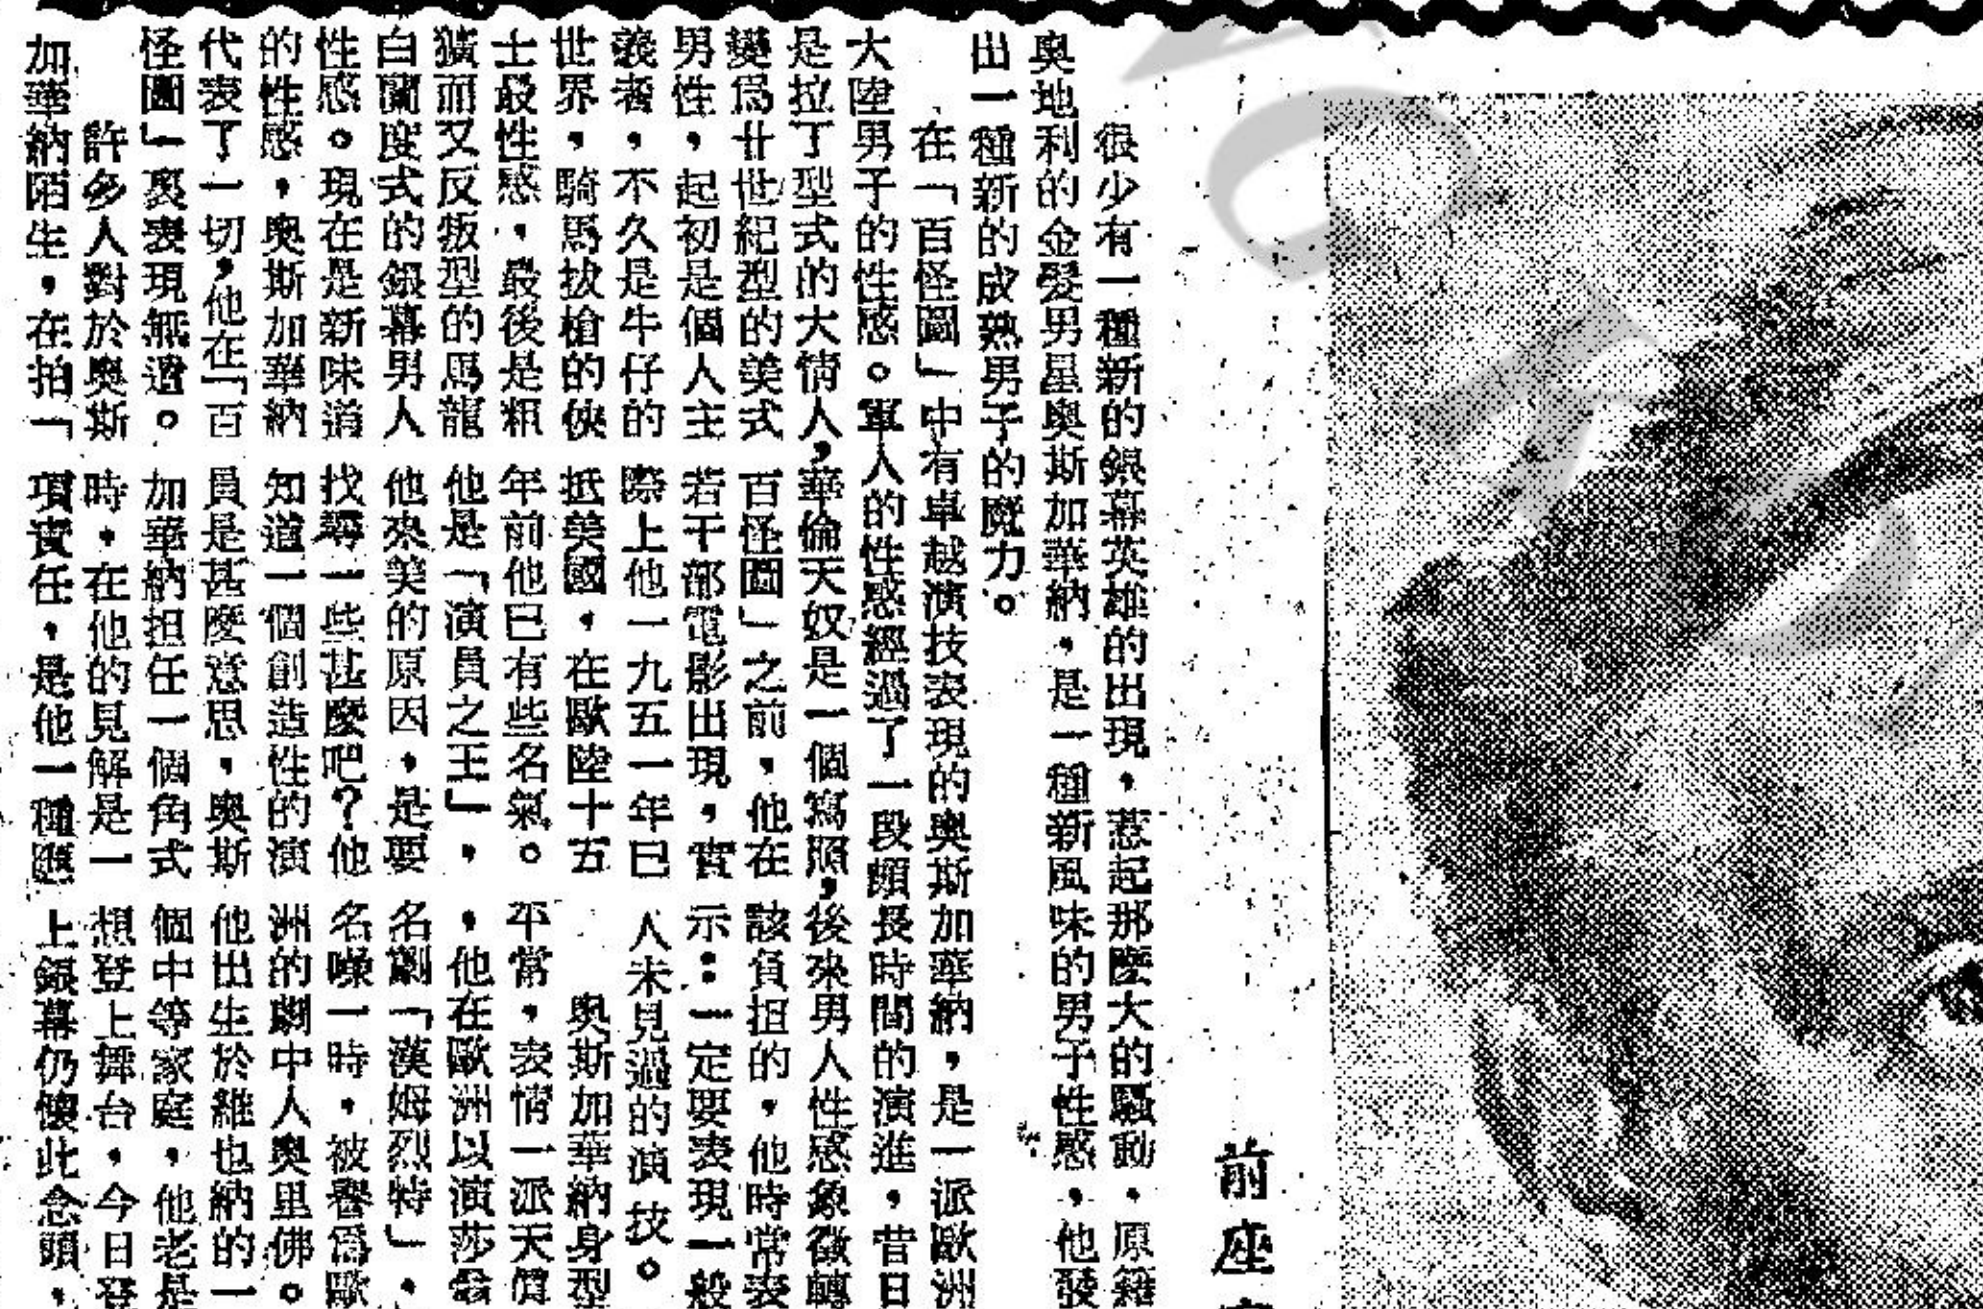 前座
很少有一種新的銀幕英雄的出現，惹起那麼大的騷動，原籍
奧地利的金髮男星奧斯加華納，是一種新風味的男子性感，他發
出一種新的成熟男子的魔力。
在「百怪圖」中有卓越演技表現的奧斯加華納，是一派歐洲
大陸男子的性感。軍人的性感經過了一段頗長時間的演進，昔日
是拉丁型式的大情人，華倫天奴是一個寫照，後來男人性感象徵轉
變爲廿世紀型的美式
男性，起初是個人主
義者，不久是牛仔的
世界，騎馬拔槍的俠
士最性感，最後是粗
獷而又反叛型的馬龍
白蘭度式的銀幕男人
性感。現在是新味道
的性感，奧斯加華納
代表了一切，他在「百
怪圖」裏表現無遺。
許多人對於奧斯
加華納陌生，在拍「
百怪圖」之前，他在
若干部電影出現，實
際上他一九五一年已
抵美國，在歐陸十五
年前他已有些名氣。
他是「演員之王」，
他來美的原因，是要
找尋一些甚麼吧？他
知道一個創造性的演
員是甚麼意思，奧斯
加華納担任一個角式
時，在他的見解是一
項責任，是他一種應
該負担的，他時常表
示：一定要表現一般
人未見過的演技。
奧斯加華納身型
平常，表情一派天
，他在歐洲以演莎翁
名劇「漢姆烈特」，
名噪一時，被譽爲歐
洲的劇中人奧里佛。
他出生於維也納的一
個中等家庭，他老是
想登上舞台，今日登
上銀幕仍懷此念頭，